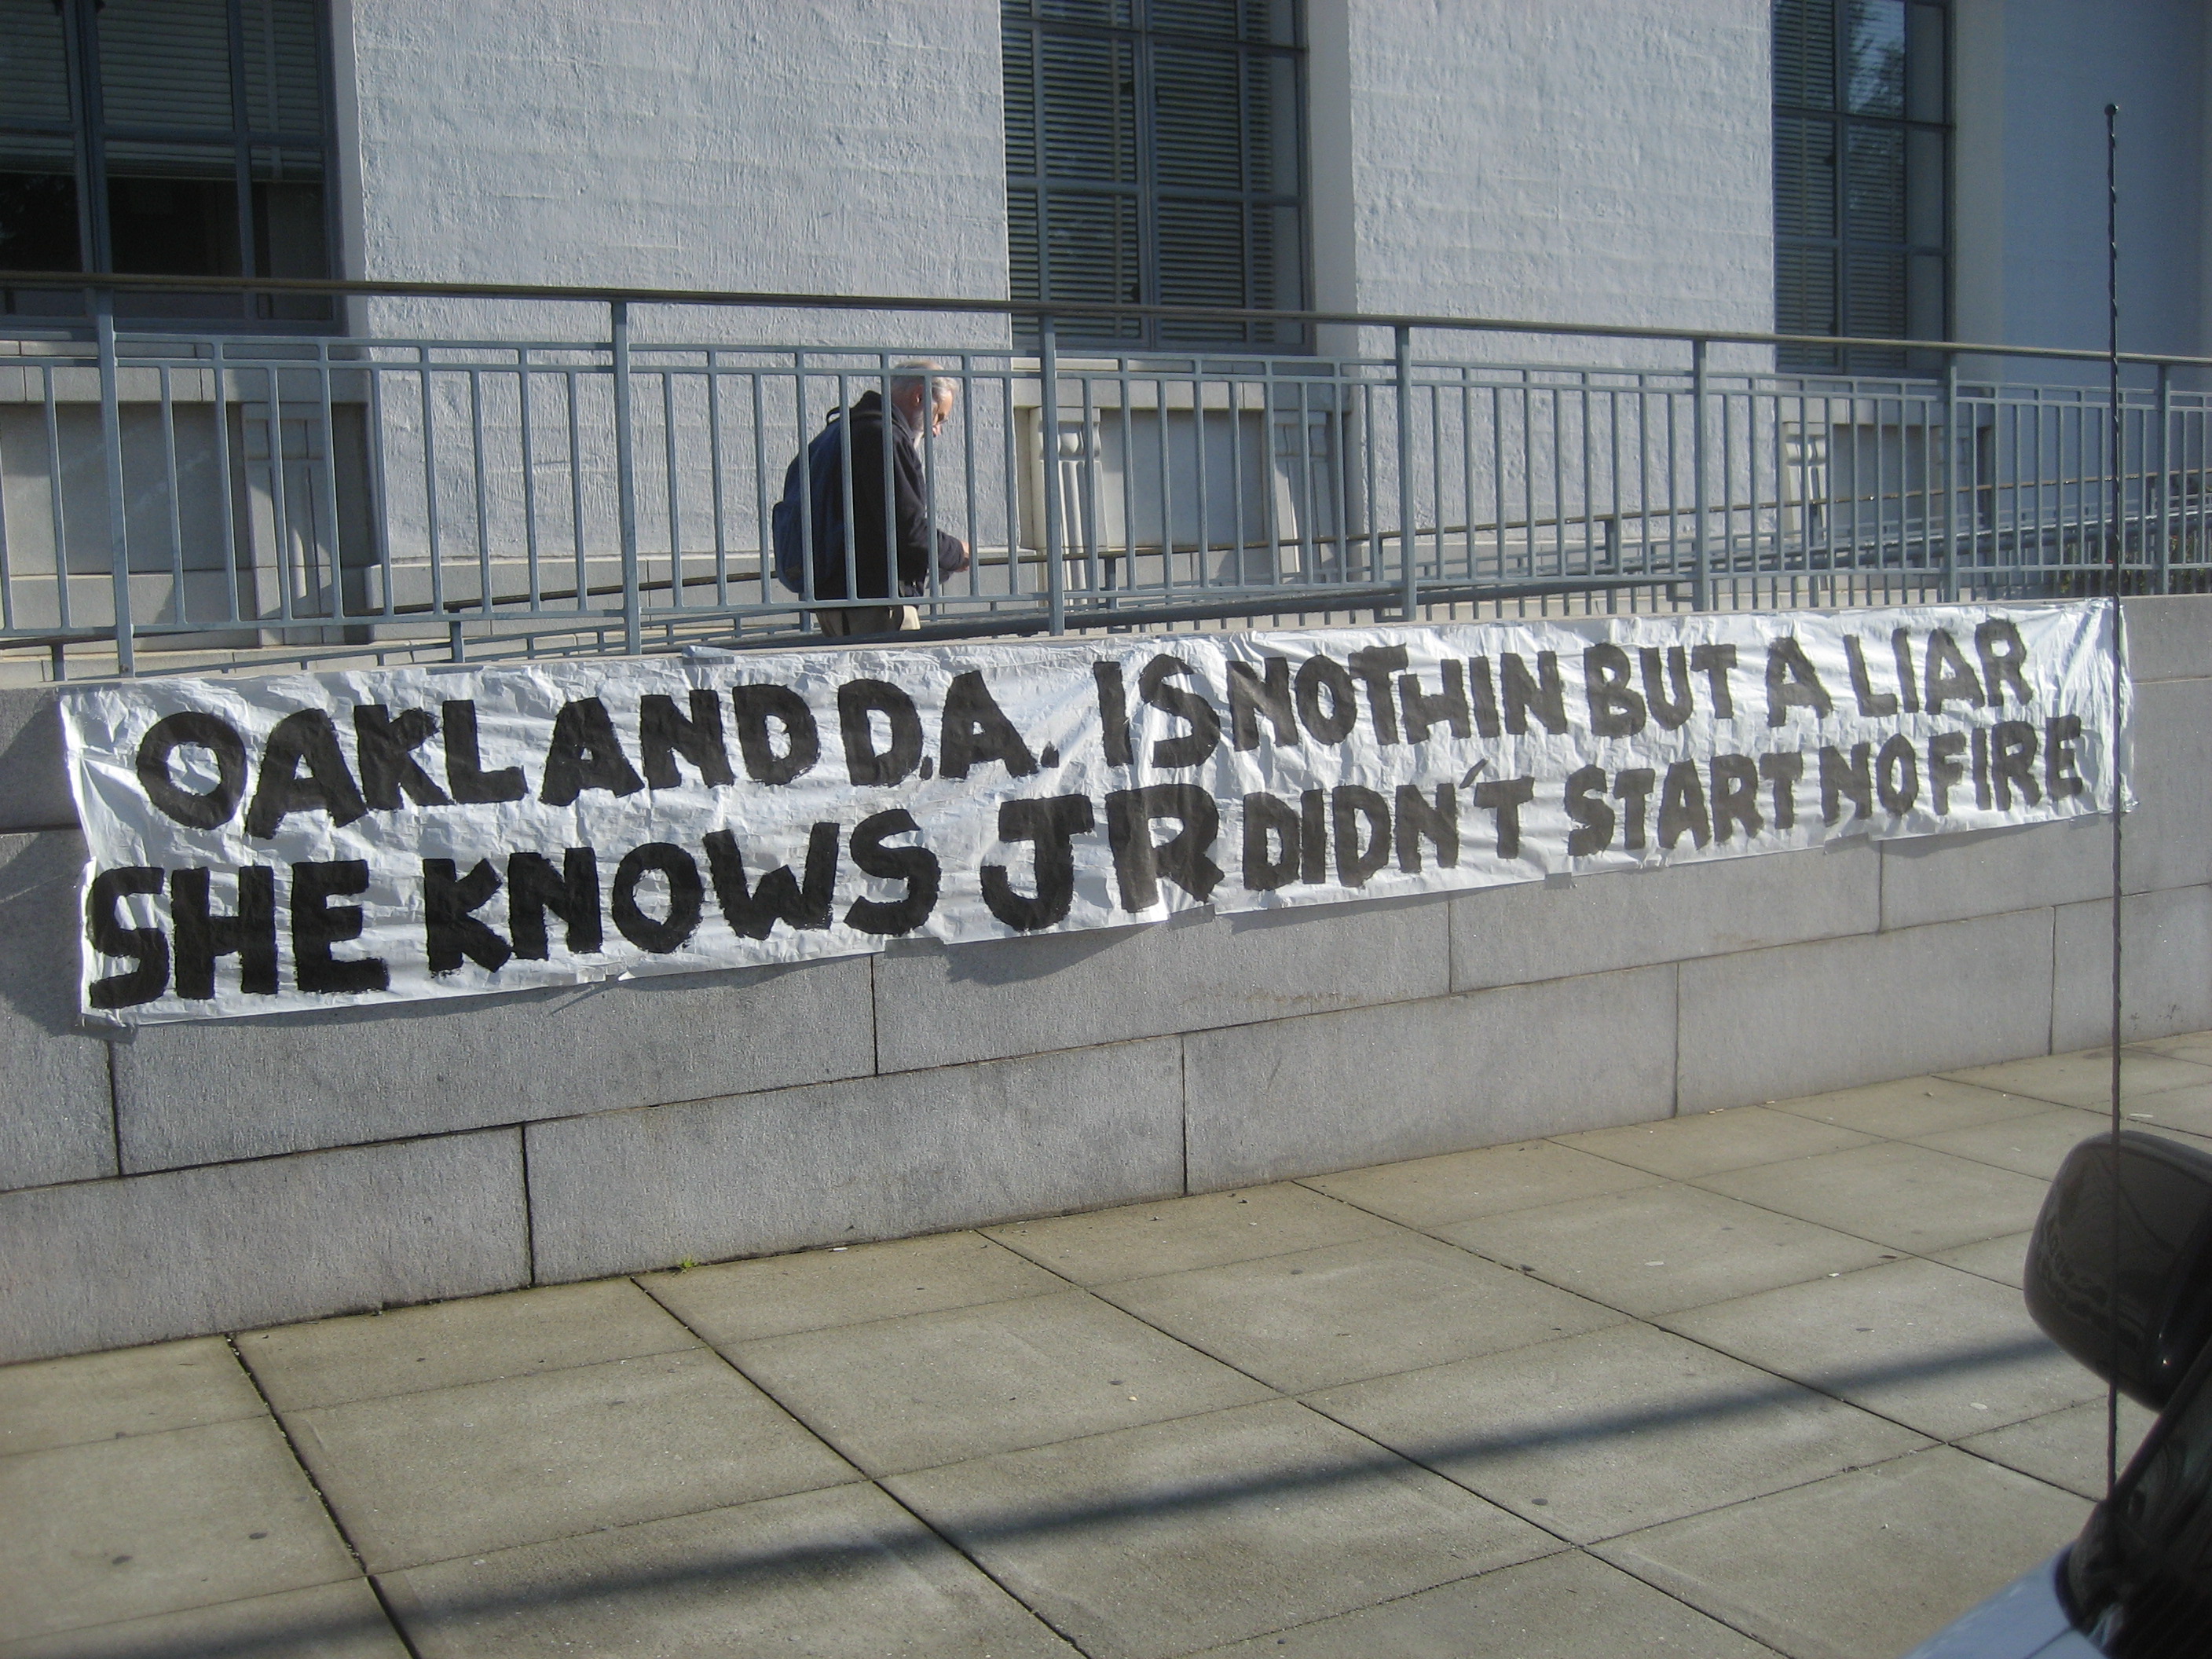 OAKLAND D.A. IS NOTHIN BUT A LIAR
SHE KNOWS JR DIDN'T START NO FIRE